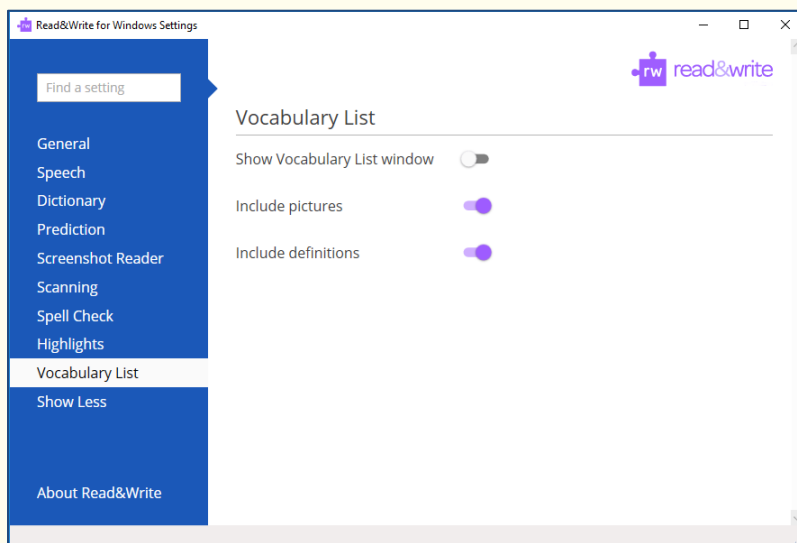 Read&Write for Windows Settings
rw read&write
Find a setting
General
Speech
Dictionary
Prediction
Screenshot Reader
Scanning
Spell Check
Highlights
Vocabulary List
Show Less
About Read&Write
Vocabulary List
Show Vocabulary List window
Include pictures
Include definitions